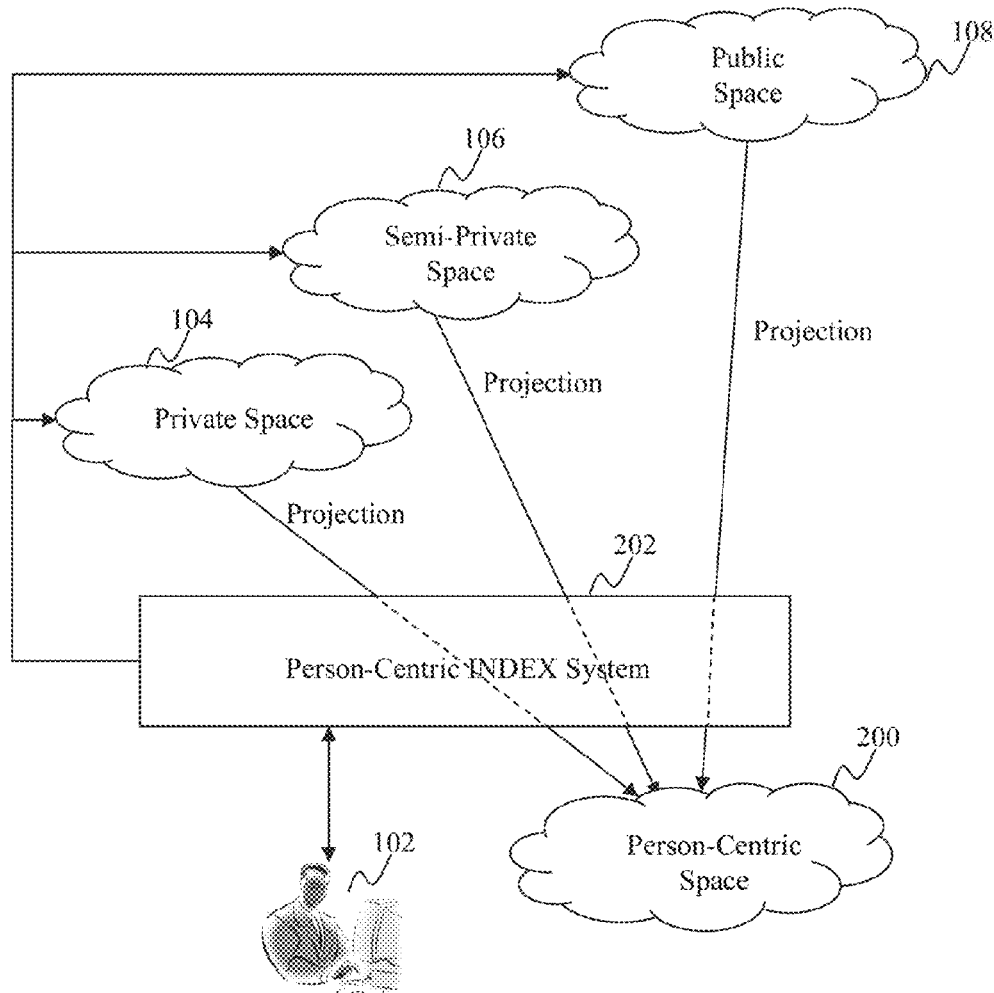 108
Public
Space
106
Semi-Private
Space
104
Private Space
Projection
Projection
Projection
202
Person-Centric INDEX System
200
102
Person-Centric
Space